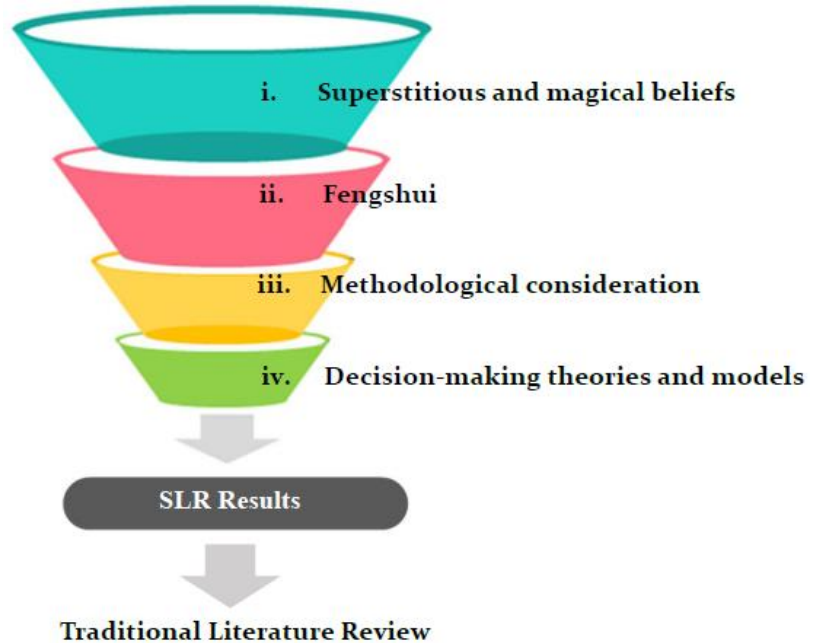 i. Superstitious and magical beliefs
ii. Fengshui
iii. Methodological consideration
iv. Decision-making theories and models
SLR Results
Traditional Literature Review